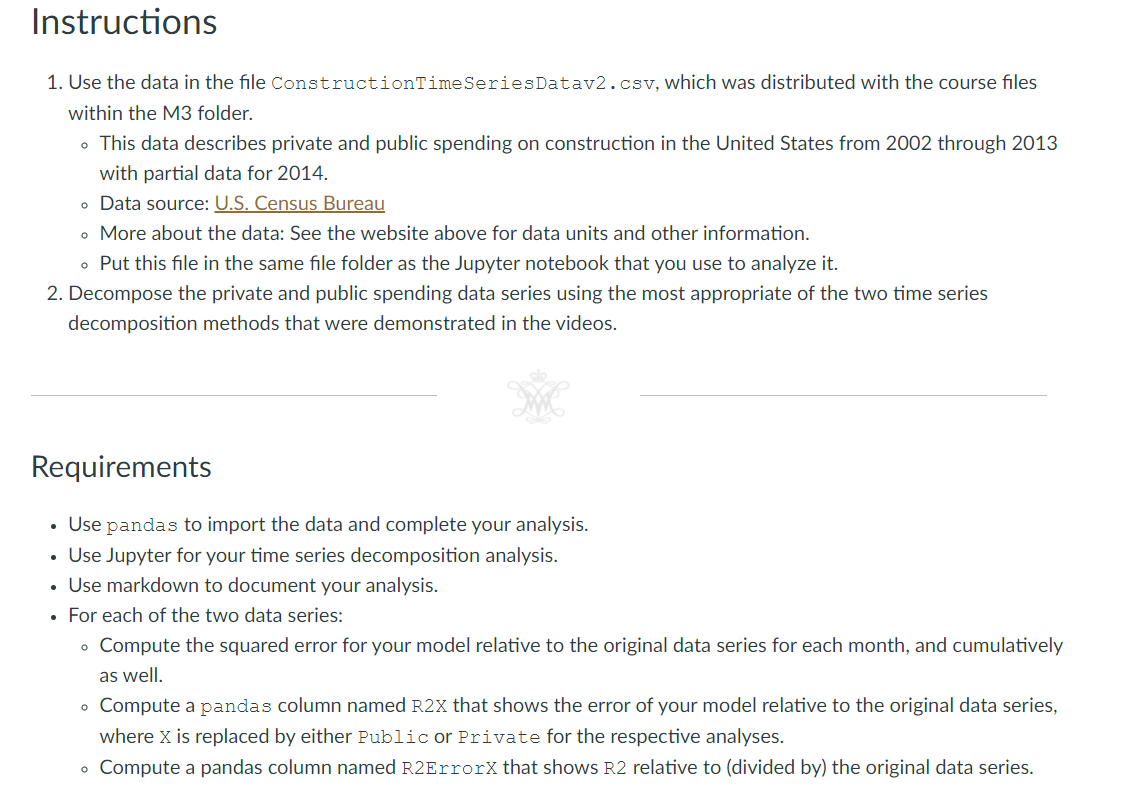 Instructions
1. Use the data in the file ConstructionTimeSeriesDatav2.csv, which was distributed with the course files
within the M3 folder.
◦ This data describes private and public spending on construction in the United States from 2002 through 2013
with partial data for 2014.
◦ Data source: U.S. Census Bureau
◦ More about the data: See the website above for data units and other information.
◦ Put this file in the same file folder as the Jupyter notebook that you use to analyze it.
2. Decompose the private and public spending data series using the most appropriate of the two time series
decomposition methods that were demonstrated in the videos.
Requirements
• Use pandas to import the data and complete your analysis.
• Use Jupyter for your time series decomposition analysis.
• Use markdown to document your analysis.
• For each of the two data series:
◦ Compute the squared error for your model relative to the original data series for each month, and cumulatively
as well.
◦ Compute a pandas column named R2X that shows the error of your model relative to the original data series,
where X is replaced by either Public or Private for the respective analyses.
◦ Compute a pandas column named R2ErrorX that shows R2 relative to (divided by) the original data series.